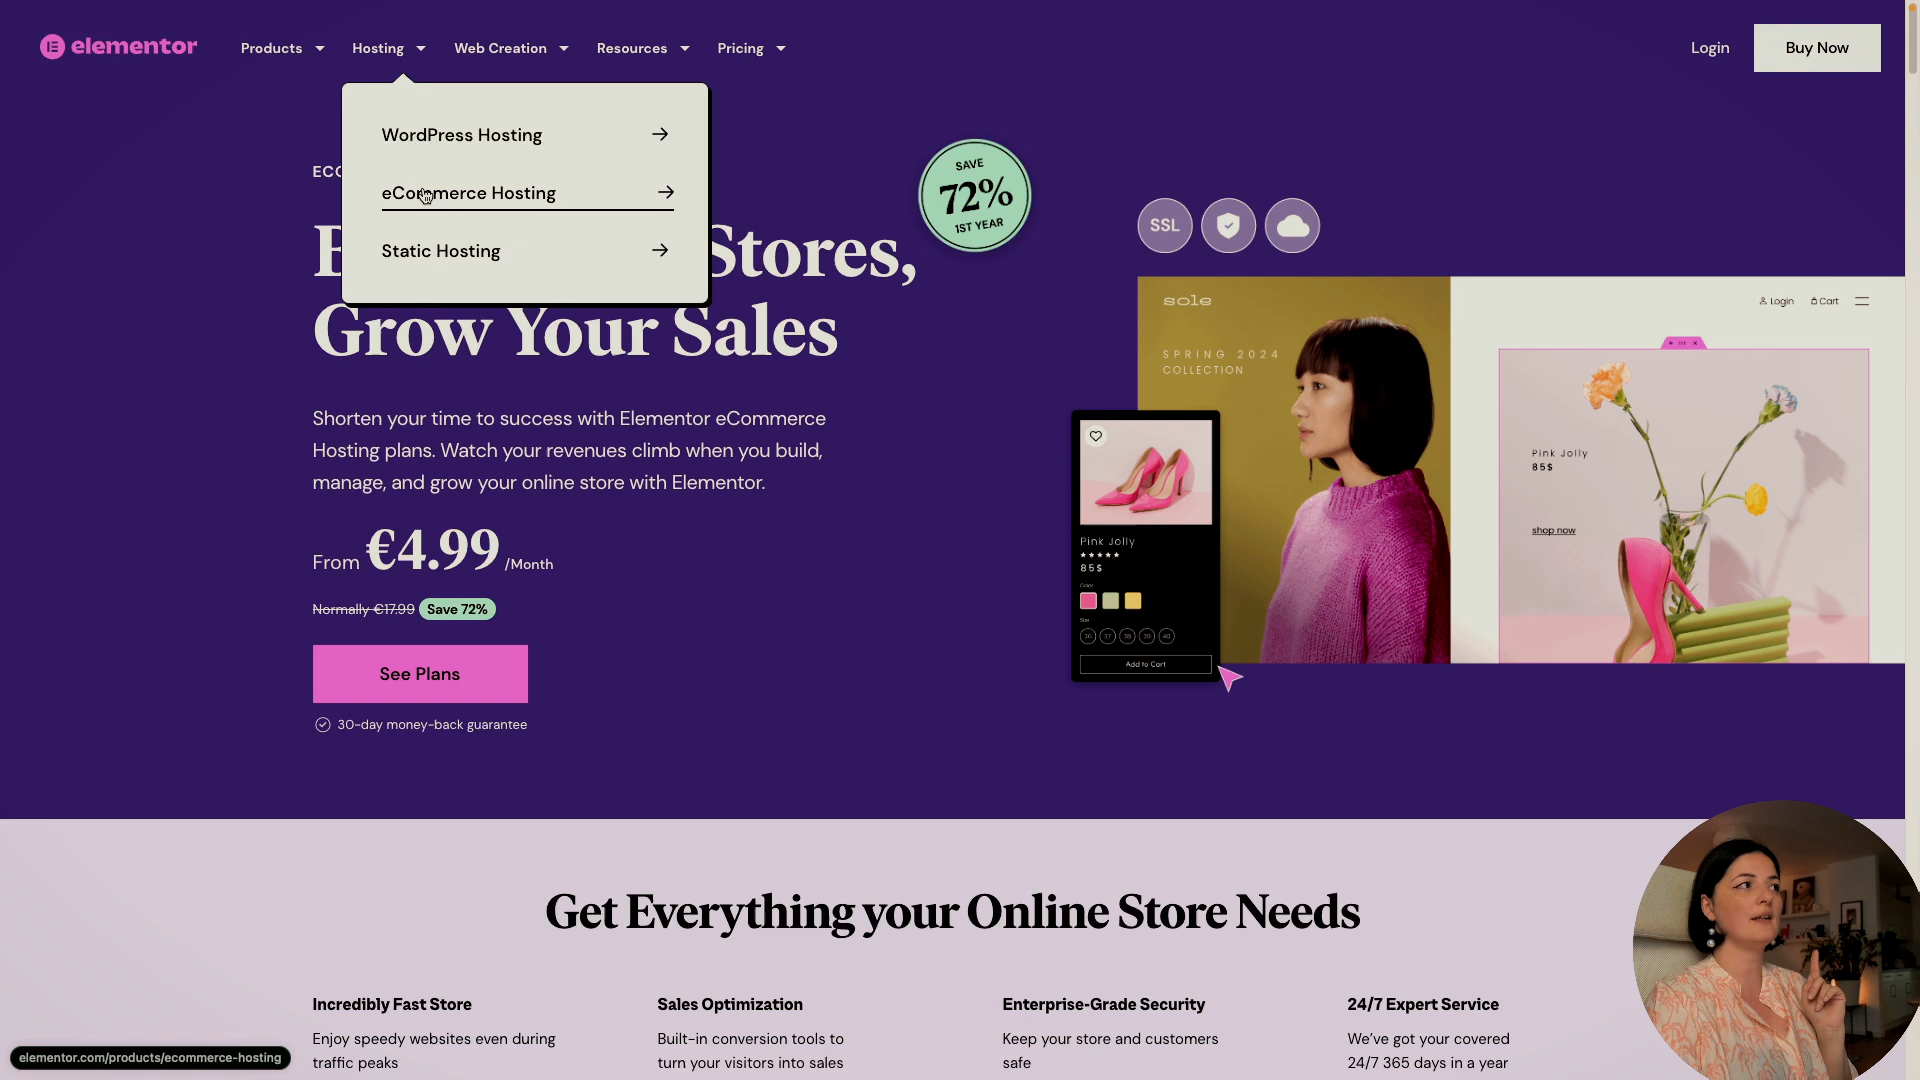 elementor
Products
Hosting
Web Creation
Resources
Pricing
Login
Buy Now
WordPress Hosting
eCommerce Hosting
Static Hosting
Stores,
Grow Your Sales
Shorten your time to success with Elementor eCommerce
Hosting plans. Watch your revenues climb when you build,
manage, and grow your online store with Elementor.
From €4.99 /Month
Normally €17.99 Save 72%
See Plans
30-day money-back guarantee
SAVE
72%
1ST YEAR
SSL
sole
SPRING 2024
COLLECTION
Login
Cart
Pink Jolly
85$
shop now
Pink Jolly
85$
Color
Size
36 37 38 39 40
Add to Cart
Get Everything your Online Store Needs
Incredibly Fast Store
Enjoy speedy websites even during
traffic peaks
Sales Optimization
Built-in conversion tools to
turn your visitors into sales
Enterprise-Grade Security
Keep your store and customers
safe
24/7 Expert Service
We've got your covered
24/7 365 days in a year
elementor.com/products/ecommerce-hosting